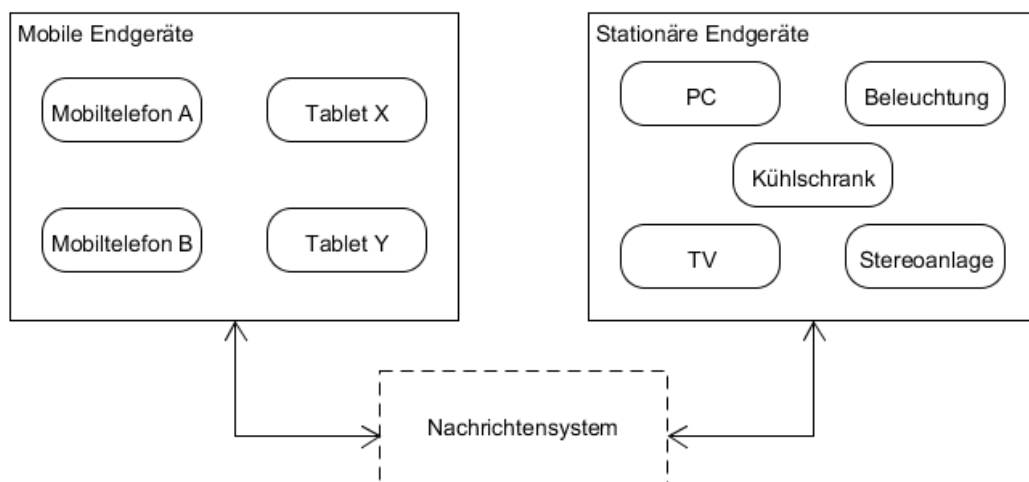 Mobile Endgeräte
Mobiltelefon A
Tablet X
Mobiltelefon B
Tablet Y
Stationäre Endgeräte
PC
Beleuchtung
Kühlschrank
TV
Stereoanlage
Nachrichtensystem